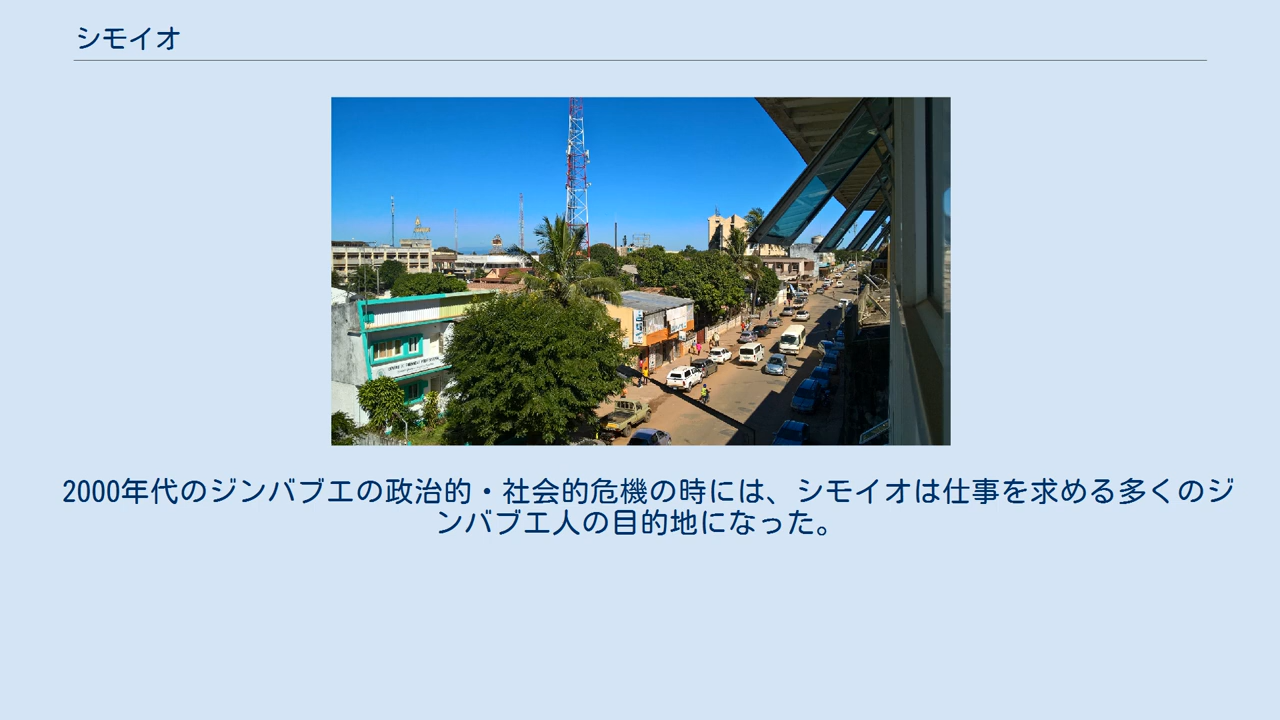 シモイオ
2000年代のジンバブエの政治的・社会的危機の時には、シモイオは仕事を求める多くのジ
ンバブエ人の目的地になった。